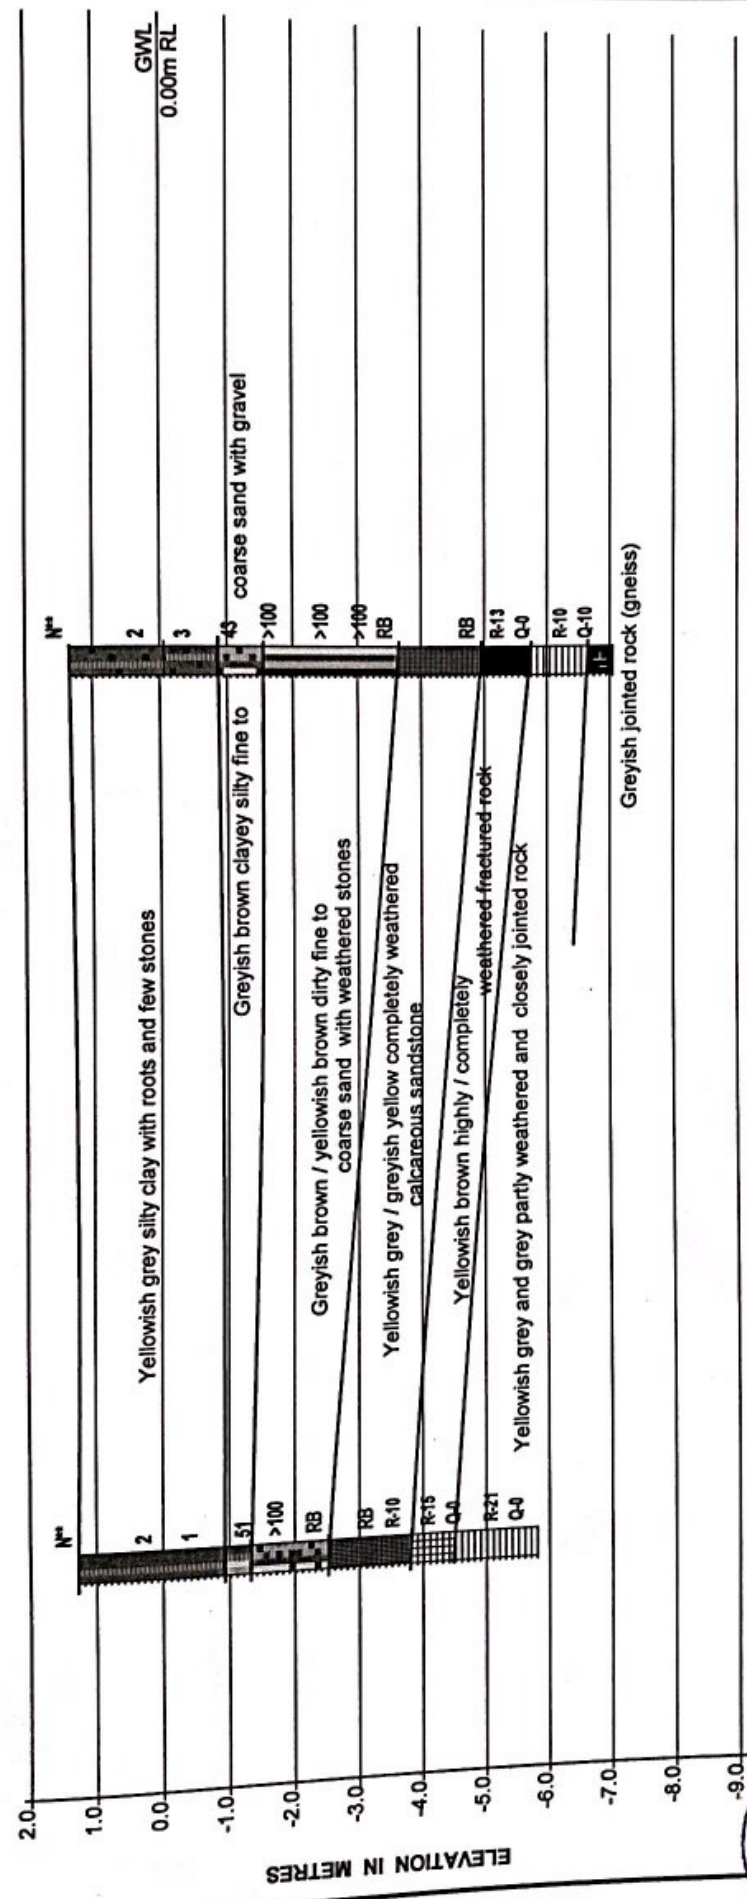 ELEVATION IN METRES
2.0
1.0
0.0
-1.0
-2.0
-3.0
-4.0
-5.0
-6.0
-7.0
-8.0
-9.0
N**
2
1
51
>100
RB
RB
R-10
R-15
Q-0
R-21
Q-0
Yellowish grey silty clay with roots and few stones
Greyish brown clayey silty fine to
coarse sand with gravel
Greyish brown / yellowish brown dirty fine to
coarse sand with weathered stones
Yellowish grey / greyish yellow completely weathered
calcareous sandstone
Yellowish brown highly / completely
weathered fractured rock
Yellowish grey and grey partly weathered and closely jointed rock
Greyish jointed rock (gneiss)
N**
2
3
43
>100
>100
>100
RB
RB
R-13
Q-0
R-10
Q-10
GWL
0.00m RL